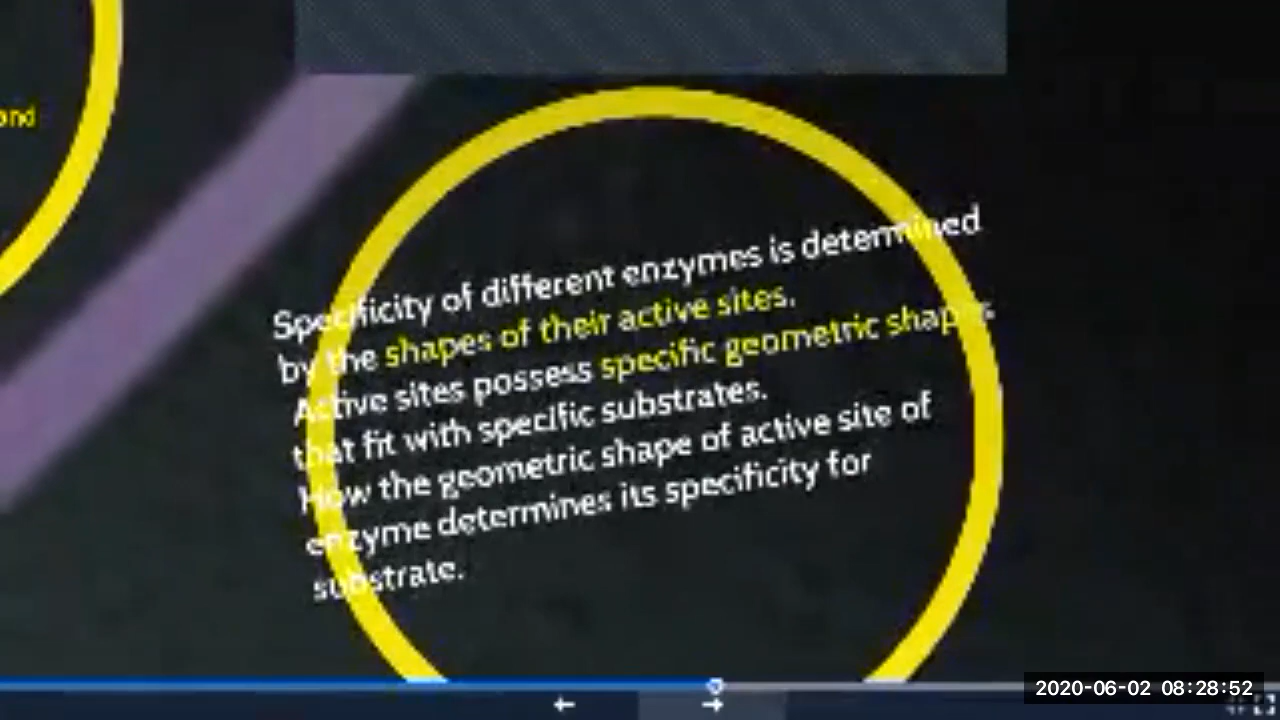 and
Specificity of different enzymes is determined
by the shapes of their active sites.
Active sites possess specific geometric shapes
that fit with specific substrates.
How the geometric shape of active site of
enzyme determines its specificity for
substrate.
2020-06-02 08:28:52